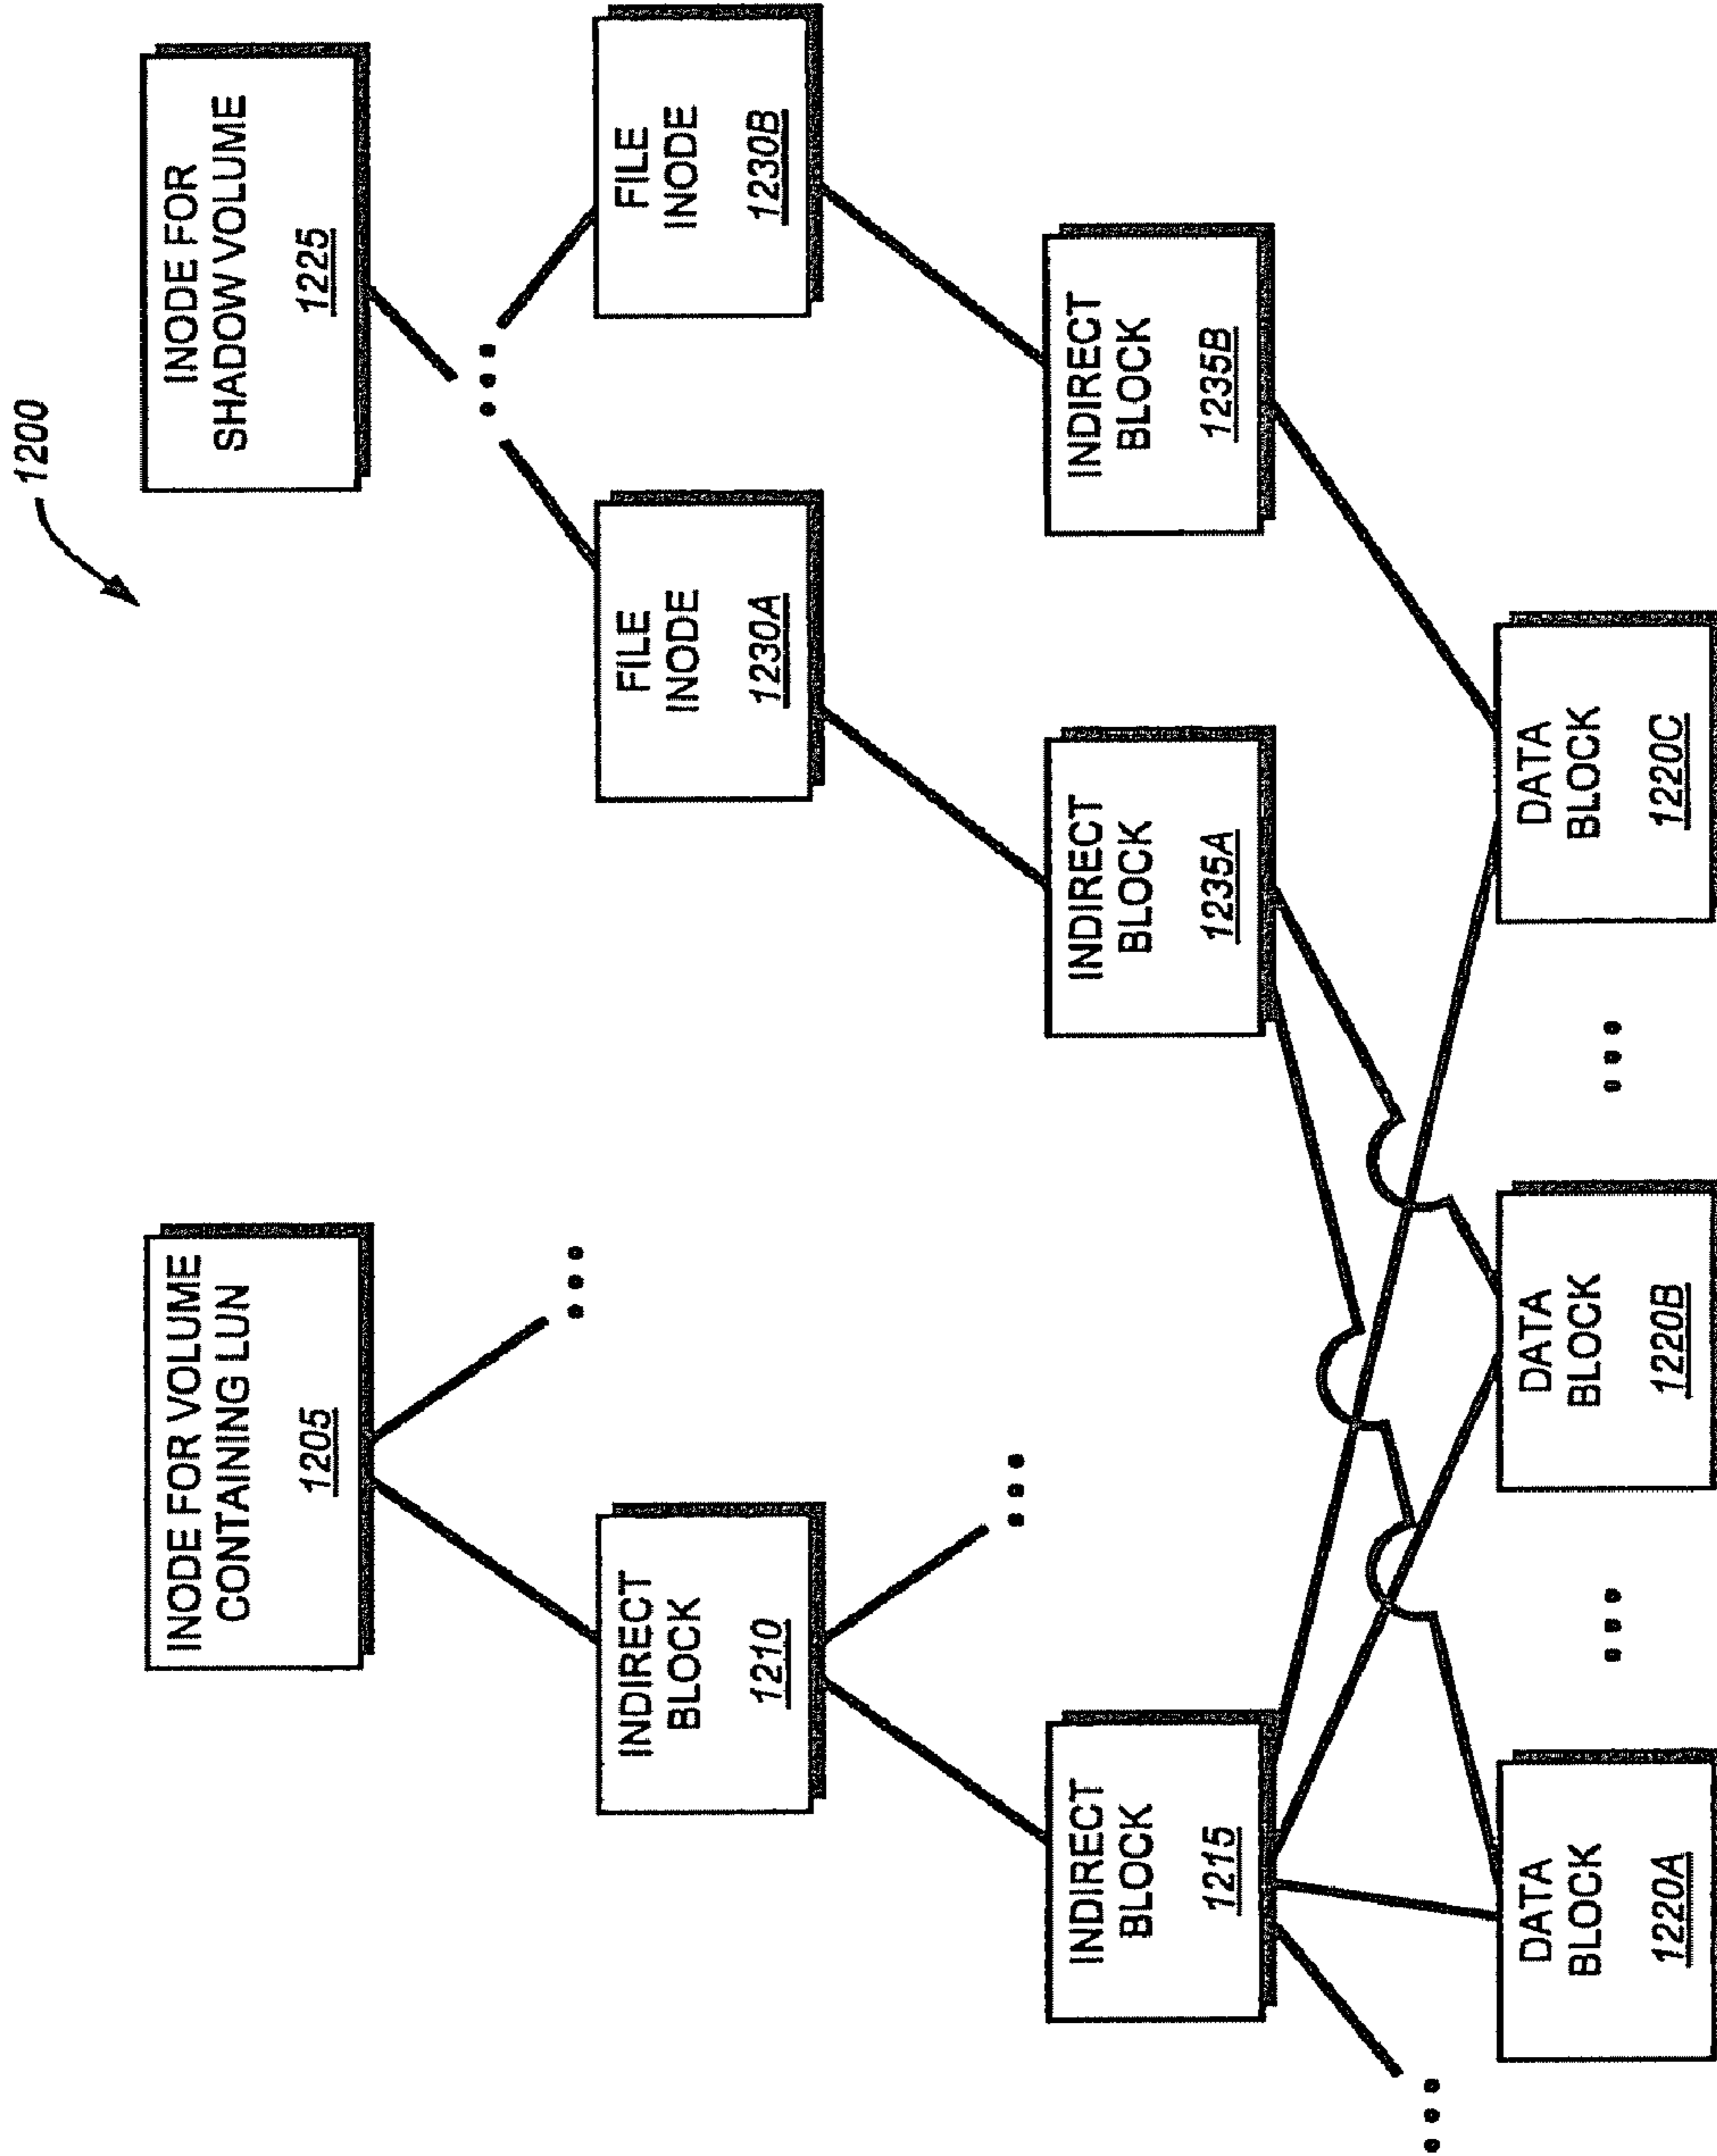 1200
INODE FOR VOLUME
CONTAINING LUN
1205
INODE FOR
SHADOW VOLUME
1225
INDIRECT
BLOCK
1210
FILE
INODE
1230A
FILE
INODE
1230B
INDIRECT
BLOCK
1215
INDIRECT
BLOCK
1235A
INDIRECT
BLOCK
1235B
DATA
BLOCK
1220A
DATA
BLOCK
1220B
DATA
BLOCK
1220C